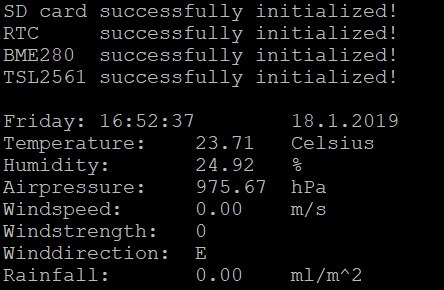 SD card successfully initialized!
RTC     successfully initialized!
BME280  successfully initialized!
TSL2561 successfully initialized!
Friday: 16:52:37        18.1.2019
Temperature:    23.71   Celsius
Humidity:       24.92   %
Airpressure:    975.67  hPa
Windspeed:      0.00    m/s
Windstrength:   0
Winddirection:  E
Rainfall:       0.00    ml/m^2